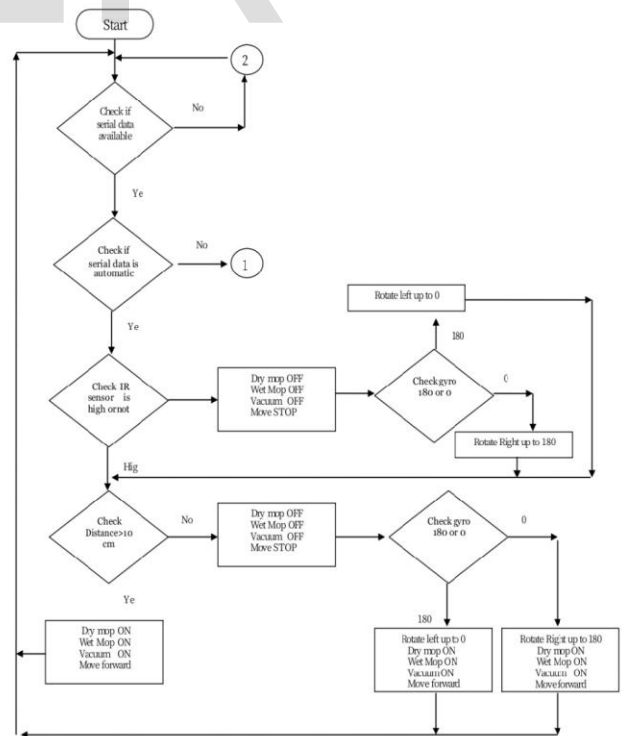 Start
2
Check if
serial data
available
No
Ye
Check if
serial data is
automatic
No
1
Ye
Rotate left up to 0
180
Check IR
sensor is
high ornot
Dry mop OFF
Wet Mop OFF
Vacuum OFF
Move STOP
Check gyro
180 or 0
0
Rotate Right up to 180
Hig
Check
Distance>10
cm
No
Dry mop OFF
Wet Mop OFF
Vacuum OFF
Move STOP
Check gyro
180 or 0
0
Ye
180
Dry mop ON
Wet Mop ON
Vacuum ON
Move forward
Rotate left up to 0
Dry mop ON
Wet Mop ON
Vacuum ON
Move forward
Rotate Right up to 180
Dry mop ON
Wet Mop ON
Vacuum ON
Move forward